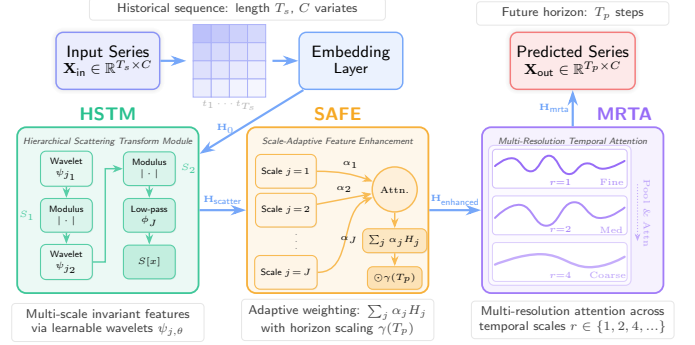 Historical sequence: length T_s, C variates
Future horizon: T_p steps
Input Series
X_in ∈ ℝ^{T_s×C}
t_1 ⋯ t_{T_s}
Embedding
Layer
Predicted Series
X_out ∈ ℝ^{T_p×C}
HSTM
H_0
SAFE
H_mrta
MRTA
Hierarchical Scattering Transform Module
Wavelet
ψ_{j_1}
Modulus
|·|
Wavelet
ψ_{j_2}
S_1
Modulus
|·|
S_2
Low-pass
ϕ_J
S[x]
H_scatter
Scale-Adaptive Feature Enhancement
Scale j = 1
Scale j = 2
⋮
Scale j = J
α_1
α_2
α_J
Attn.
∑_j α_j H_j
⊙γ(T_p)
H_enhanced
Multi-Resolution Temporal Attention
r=1 Fine
r=2 Med
r=4 Coarse
Pool & Attn
Multi-scale invariant features
via learnable wavelets ψ_{j,θ}
Adaptive weighting: ∑_j α_j H_j
with horizon scaling γ(T_p)
Multi-resolution attention across
temporal scales r ∈ {1, 2, 4, ...}